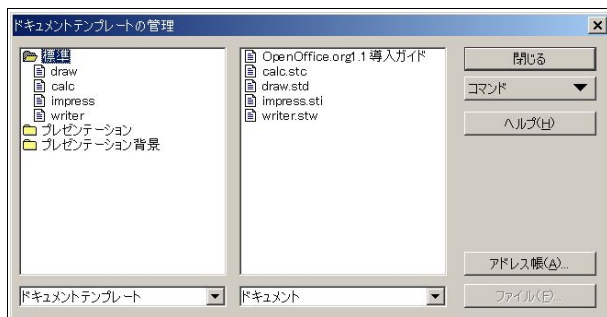 ドキュメントテンプレートの管理
標準
draw
calc
impress
writer
プレゼンテーション
プレゼンテーション背景
ドキュメントテンプレート
OpenOffice.org1.1 導入ガイド
calc.stc
draw.std
impress.sti
writer.stw
ドキュメント
閉じる
コマンド
ヘルプ(H)
アドレス帳(A)...
ファイル(F)...